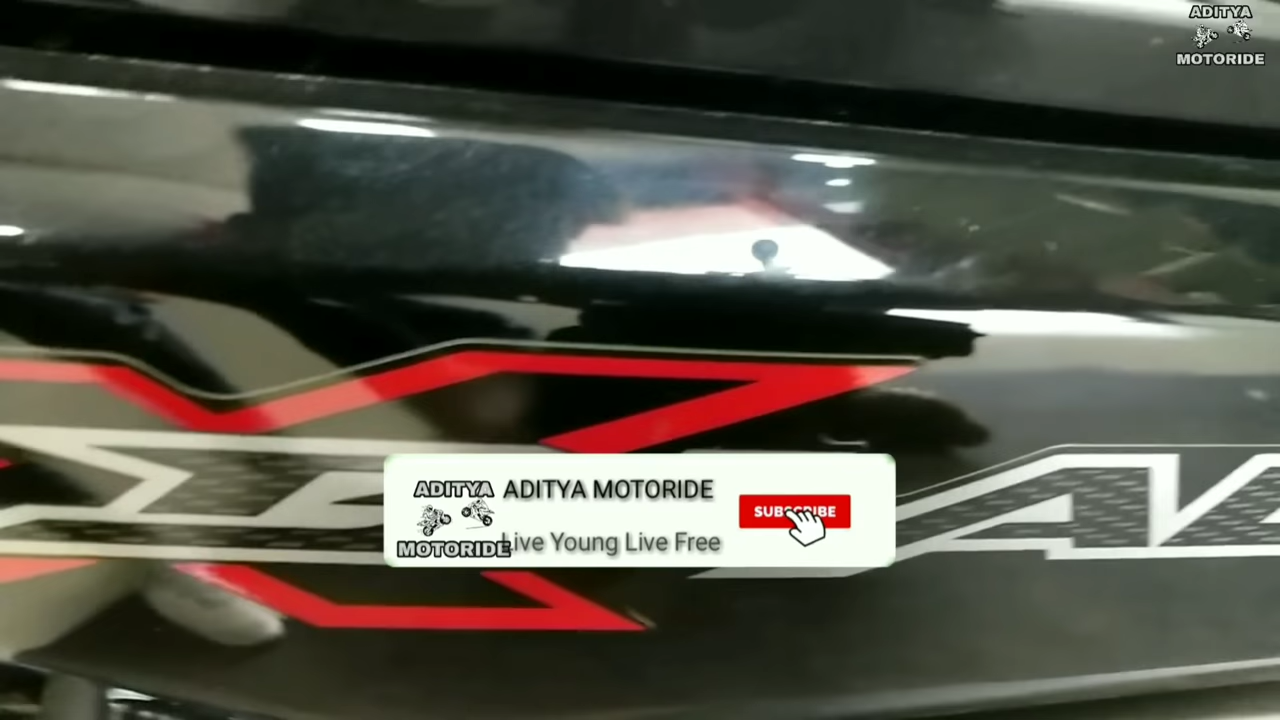 ADITYA
MOTORIDE
ADITYA
MOTORIDE
ADITYA MOTORIDE
Live Young Live Free
SUBSCRIBE